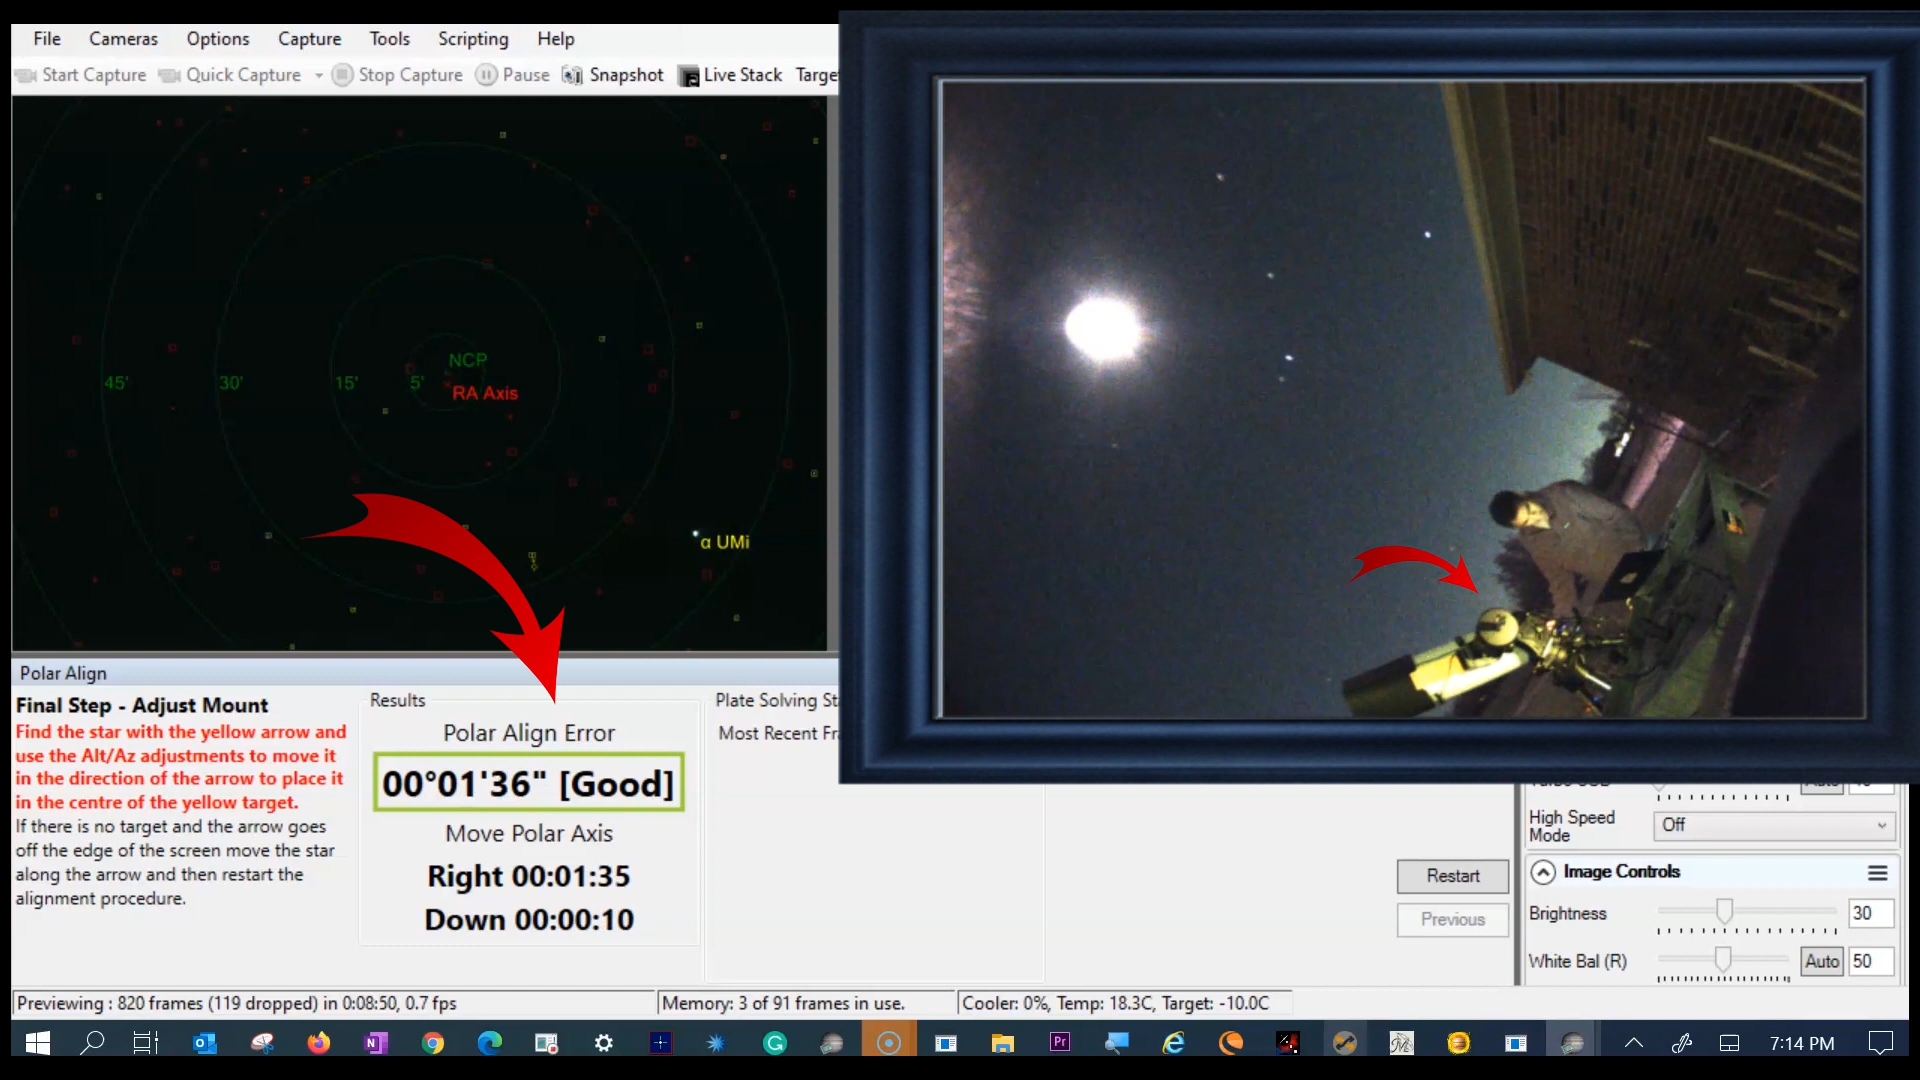 File Cameras Options Capture Tools Scripting Help
Start Capture Quick Capture Stop Capture Pause Snapshot Live Stack Targe
NCP
45' 30' 15' 5'
RA Axis
α UMi
Polar Align
Final Step - Adjust Mount
Find the star with the yellow arrow and
use the Alt/Az adjustments to move it
in the direction of the arrow to place it
in the centre of the yellow target.
If there is no target and the arrow goes
off the edge of the screen move the star
along the arrow and then restart the
alignment procedure.
Results
Polar Align Error
00°01'36" [Good]
Move Polar Axis
Right 00:01:35
Down 00:00:10
Plate Solving St
Most Recent Fr
Restart
Previous
High Speed
Mode
Off
Image Controls
Brightness 30
White Bal (R) Auto 50
Previewing : 820 frames (119 dropped) in 0:08:50, 0.7 fps
Memory: 3 of 91 frames in use.
Cooler: 0%, Temp: 18.3C, Target: -10.0C
7:14 PM